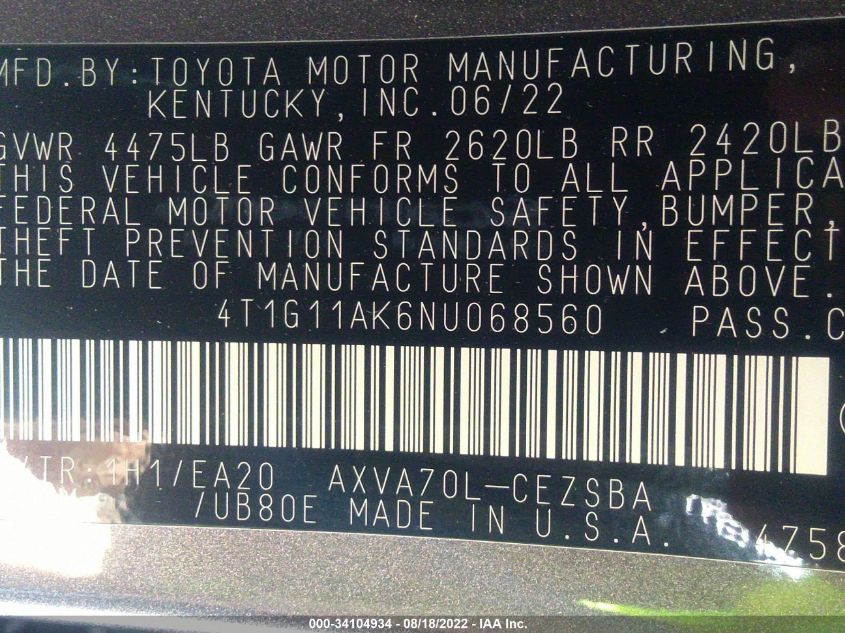 MFD.BY:TOYOTA MOTOR MANUFACTURING,
KENTUCKY,INC.06/22
GVWR 4475LB GAWR FR 2620LB RR 2420LB
THIS VEHICLE CONFORMS TO ALL APPLICA
FEDERAL MOTOR VEHICLE SAFETY,BUMPER,
THEFT PREVENTION STANDARDS IN EFFECT
THE DATE OF MANUFACTURE SHOWN ABOVE.
4T1G11AK6NU068560 PASS.C
/TR:1H1/EA20 AXVA70L-CEZSBA
/UB80E MADE IN U.S.A. 4758
000-34104934 - 08/18/2022 - IAA Inc.